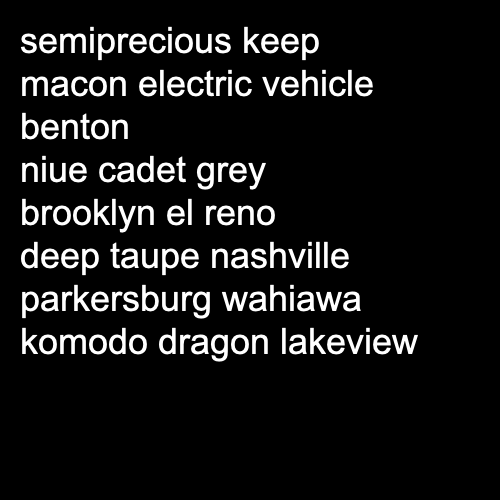 semiprecious keep
macon electric vehicle
benton
niue cadet grey
brooklyn el reno
deep taupe nashville
parkersburg wahiawa
komodo dragon lakeview